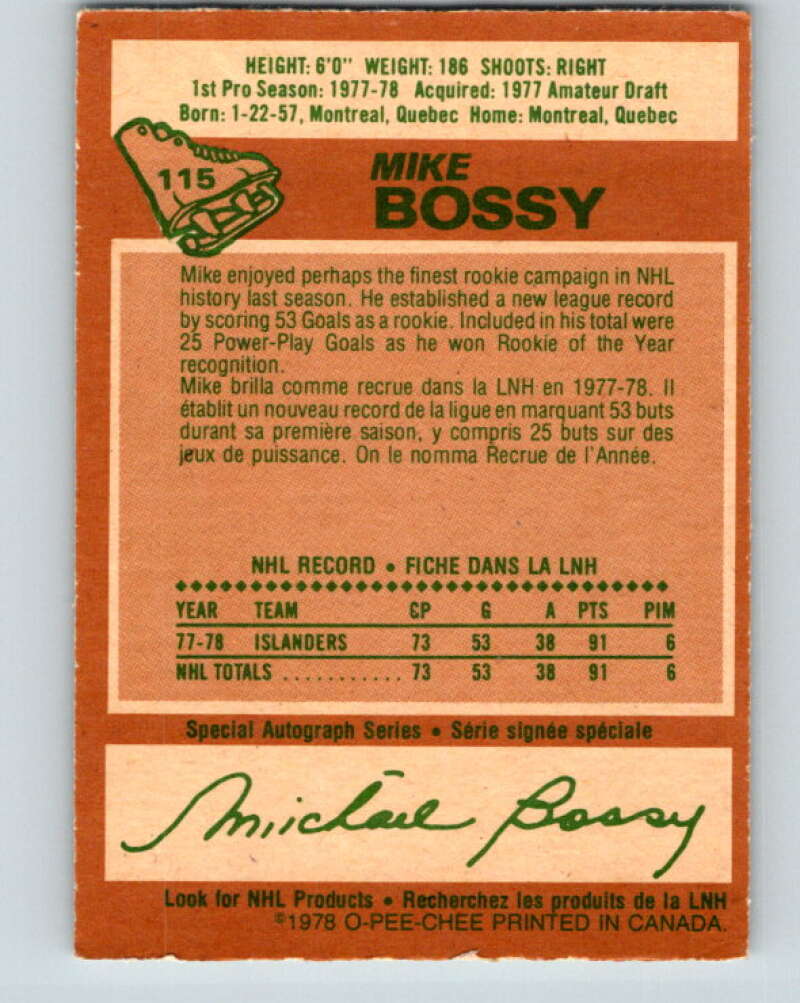 HEIGHT: 6'0" WEIGHT: 186 SHOOTS: RIGHT
1st Pro Season: 1977-78 Acquired: 1977 Amateur Draft
Born: 1-22-57, Montreal, Quebec Home: Montreal, Quebec
115
MIKE
BOSSY
Mike enjoyed perhaps the finest rookie campaign in NHL
history last season. He established a new league record
by scoring 53 Goals as a rookie. Included in his total were
25 Power-Play Goals as he won Rookie of the Year
recognition.
Mike brilla comme recrue dans la LNH en 1977-78. Il
établit un nouveau record de la ligue en marquant 53 buts
durant sa première saison, y compris 25 buts sur des
jeux de puissance. On le nomma Recrue de l'Année.
NHL RECORD • FICHE DANS LA LNH
YEAR TEAM GP G A PTS PIM
77-78 ISLANDERS 73 53 38 91 6
NHL TOTALS ........... 73 53 38 91 6
Special Autograph Series • Série signée spéciale
Michael Bossy
Look for NHL Products • Recherchez les produits de la LNH
©1978 O-PEE-CHEE PRINTED IN CANADA.